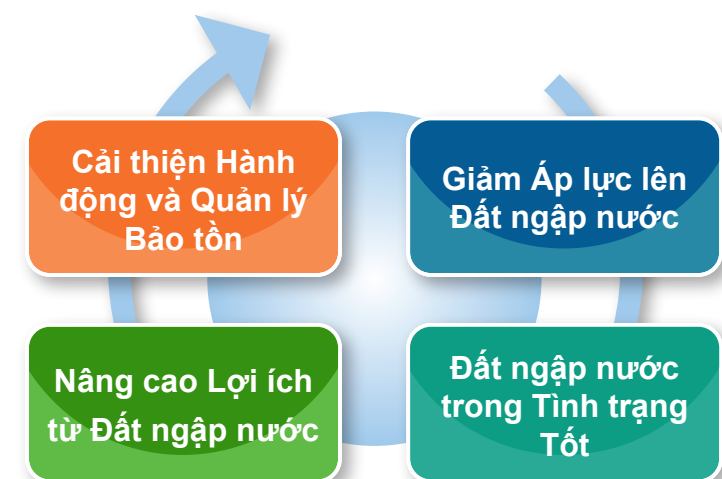 Cải thiện Hành
động và Quản lý
Bảo tồn
Giảm Áp lực lên
Đất ngập nước
Nâng cao Lợi ích
từ Đất ngập nước
Đất ngập nước
trong Tình trạng
Tốt